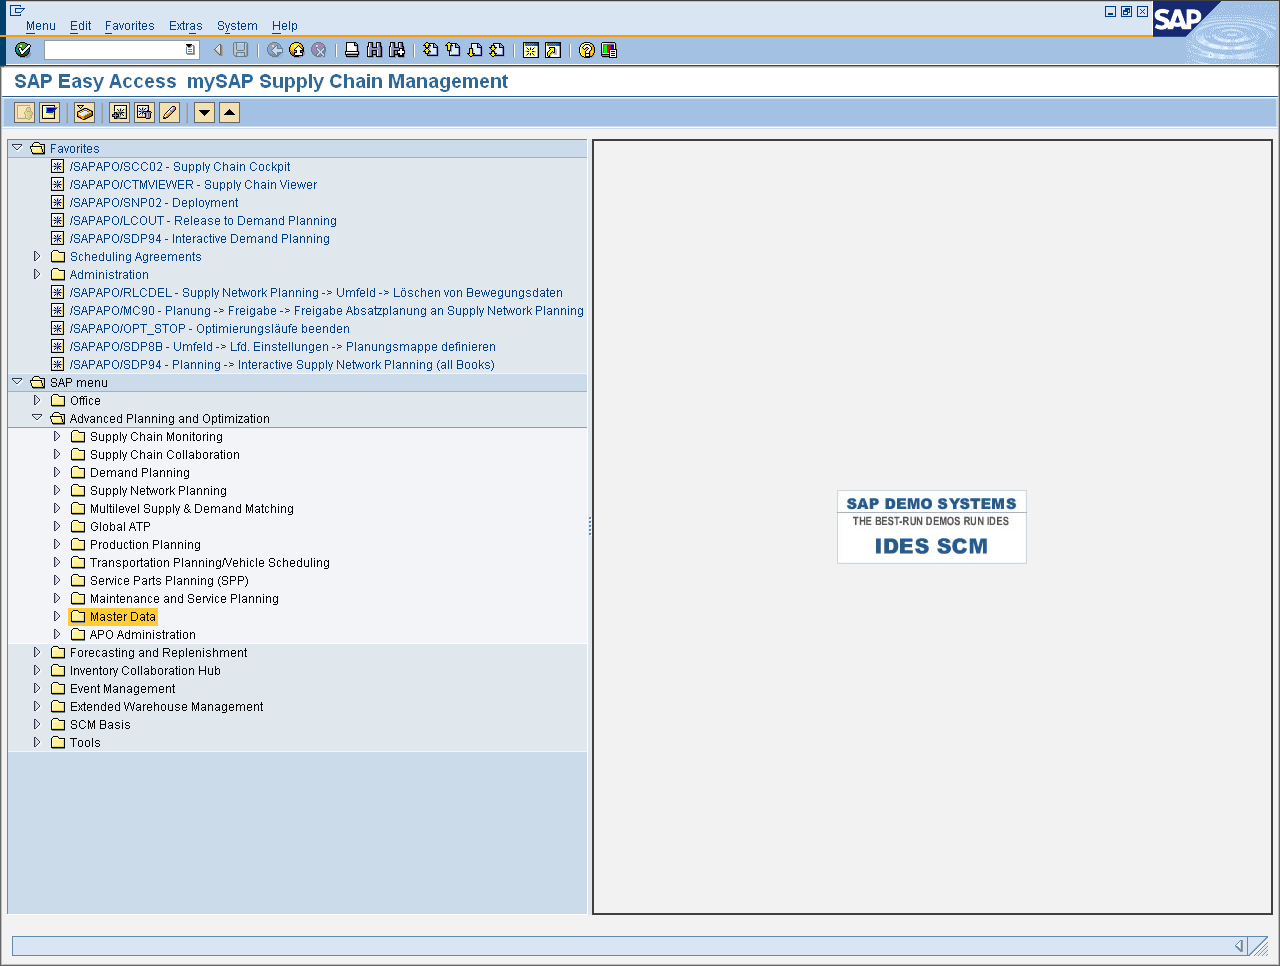 Menu Edit Favorites Extras System Help
SAP
SAP Easy Access mySAP Supply Chain Management
Favorites
/SAPAPO/SCC02 - Supply Chain Cockpit
/SAPAPO/CTMVIEWER - Supply Chain Viewer
/SAPAPO/SNP02 - Deployment
/SAPAPO/LCOUT - Release to Demand Planning
/SAPAPO/SDP94 - Interactive Demand Planning
Scheduling Agreements
Administration
/SAPAPO/RLCDEL - Supply Network Planning -> Umfeld -> Löschen von Bewegungsdaten
/SAPAPO/MC90 - Planung -> Freigabe -> Freigabe Absatzplanung an Supply Network Planning
/SAPAPO/OPT_STOP - Optimierungsläufe beenden
/SAPAPO/SDP8B - Umfeld -> Lfd. Einstellungen -> Planungsmappe definieren
/SAPAPO/SDP94 - Planning -> Interactive Supply Network Planning (all Books)
SAP menu
Office
Advanced Planning and Optimization
Supply Chain Monitoring
Supply Chain Collaboration
Demand Planning
Supply Network Planning
Multilevel Supply & Demand Matching
Global ATP
Production Planning
Transportation Planning/Vehicle Scheduling
Service Parts Planning (SPP)
Maintenance and Service Planning
Master Data
APO Administration
Forecasting and Replenishment
Inventory Collaboration Hub
Event Management
Extended Warehouse Management
SCM Basis
Tools
SAP DEMO SYSTEMS
THE BEST-RUN DEMOS RUN IDES
IDES SCM